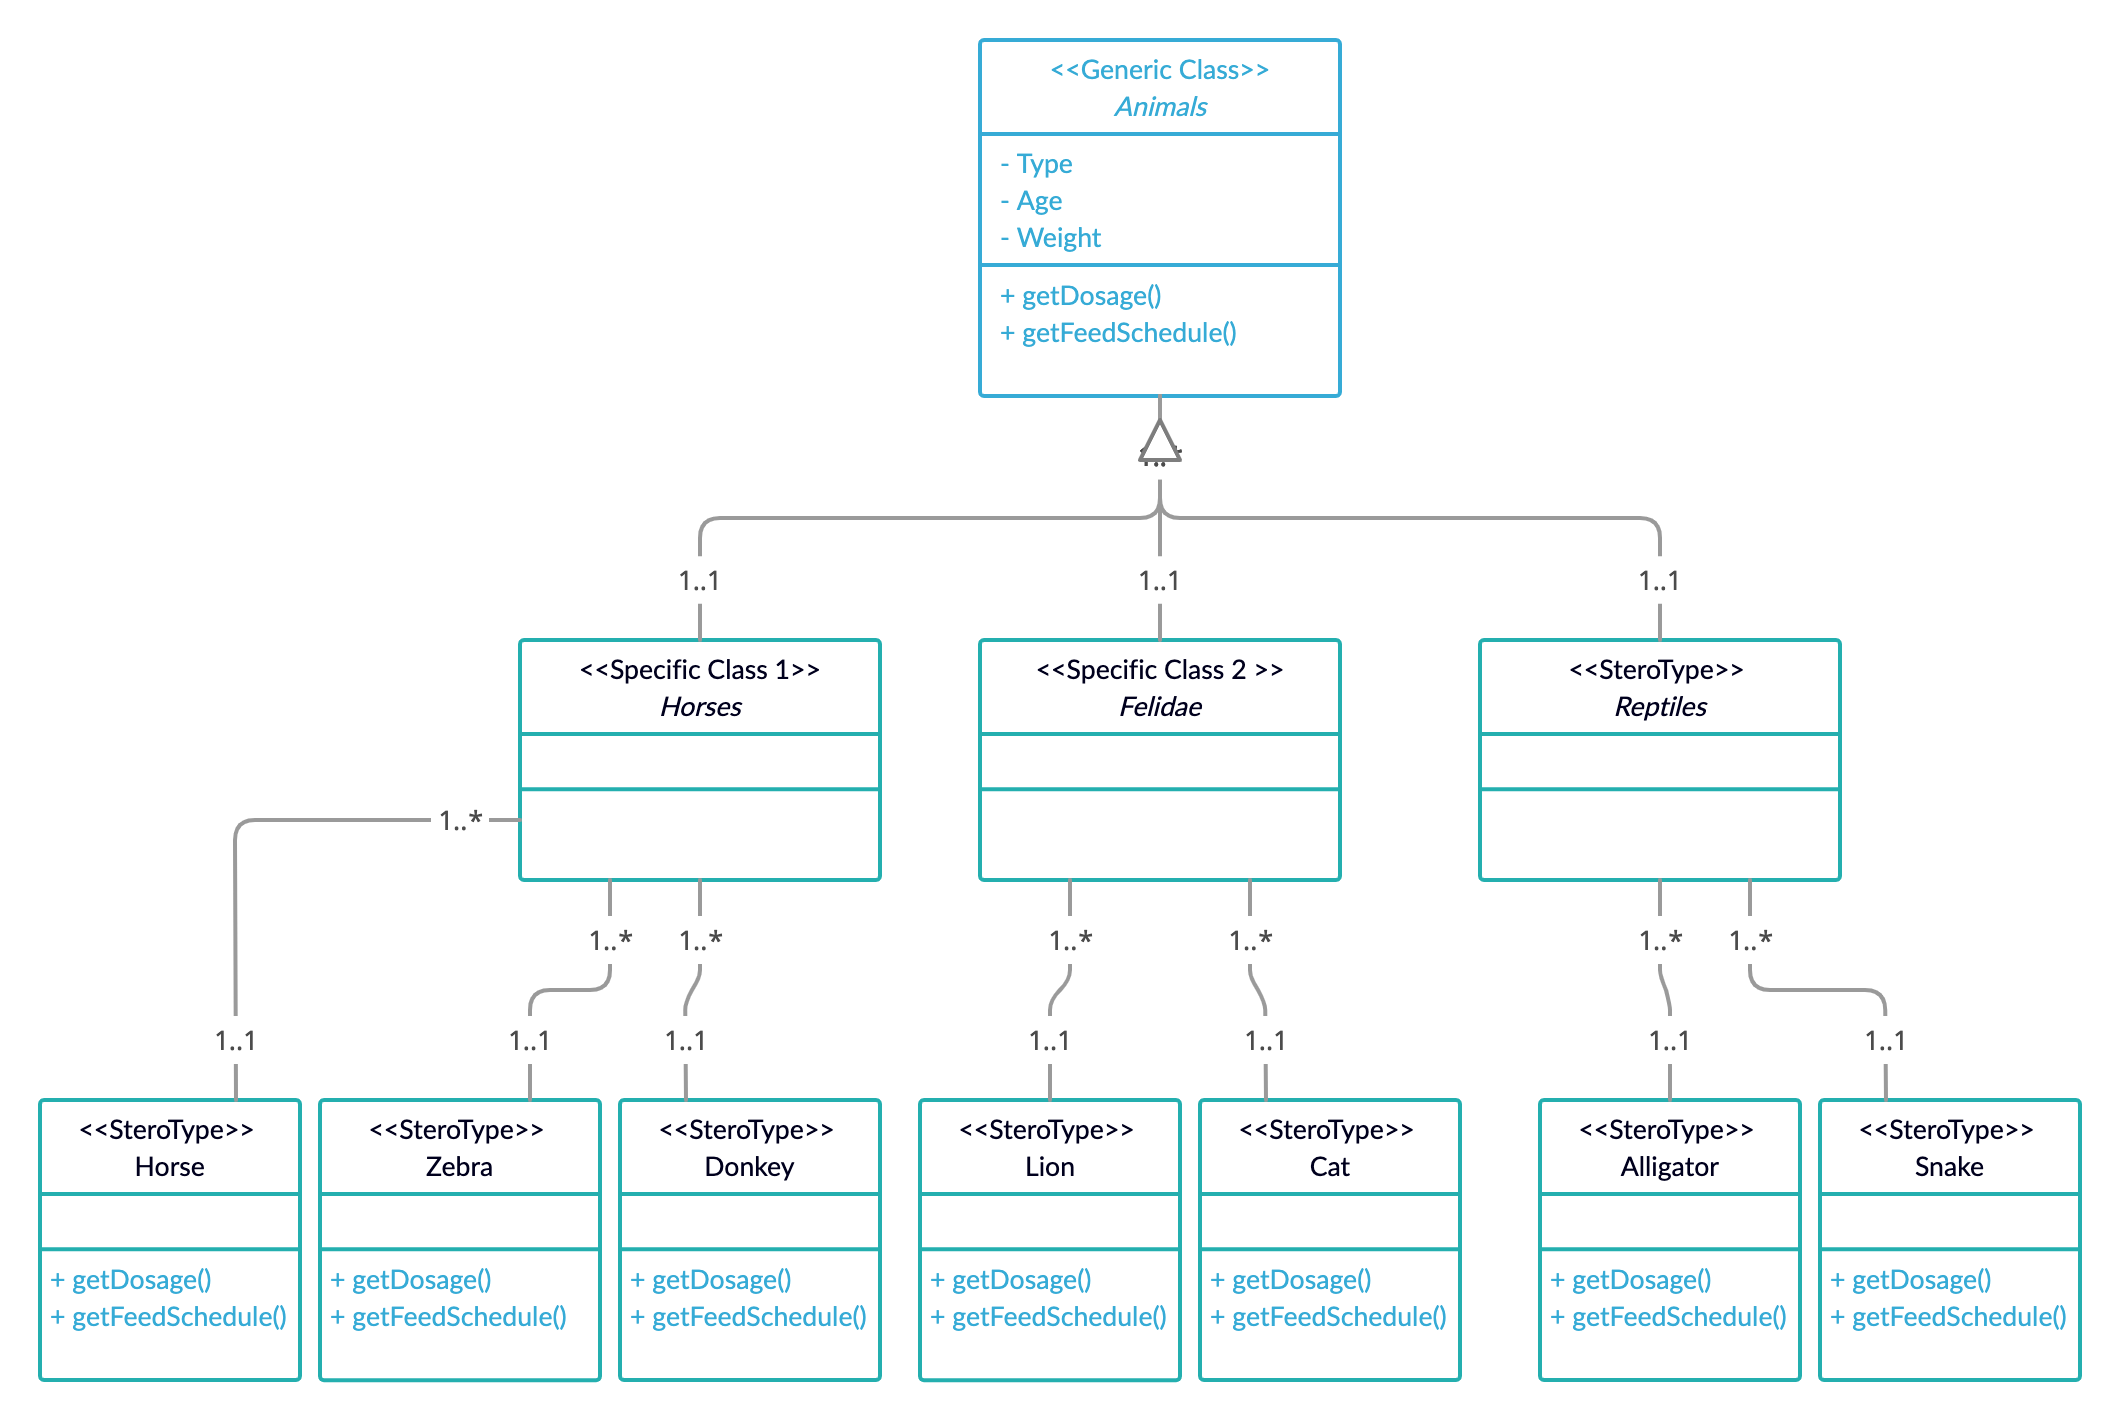 <<Generic Class>>
Animals
- Type
- Age
- Weight
+ getDosage()
+ getFeedSchedule()
1..1
1..1
1..1
<<Specific Class 1>>
Horses
<<Specific Class 2 >>
Felidae
<<SteroType>>
Reptiles
1..*
1..*
1..*
1..*
1..*
1..*
1..*
1..1
1..1
1..1
1..1
1..1
1..1
1..1
<<SteroType>>
Horse
+ getDosage()
+ getFeedSchedule()
<<SteroType>>
Zebra
+ getDosage()
+ getFeedSchedule()
<<SteroType>>
Donkey
+ getDosage()
+ getFeedSchedule()
<<SteroType>>
Lion
+ getDosage()
+ getFeedSchedule()
<<SteroType>>
Cat
+ getDosage()
+ getFeedSchedule()
<<SteroType>>
Alligator
+ getDosage()
+ getFeedSchedule()
<<SteroType>>
Snake
+ getDosage()
+ getFeedSchedule()